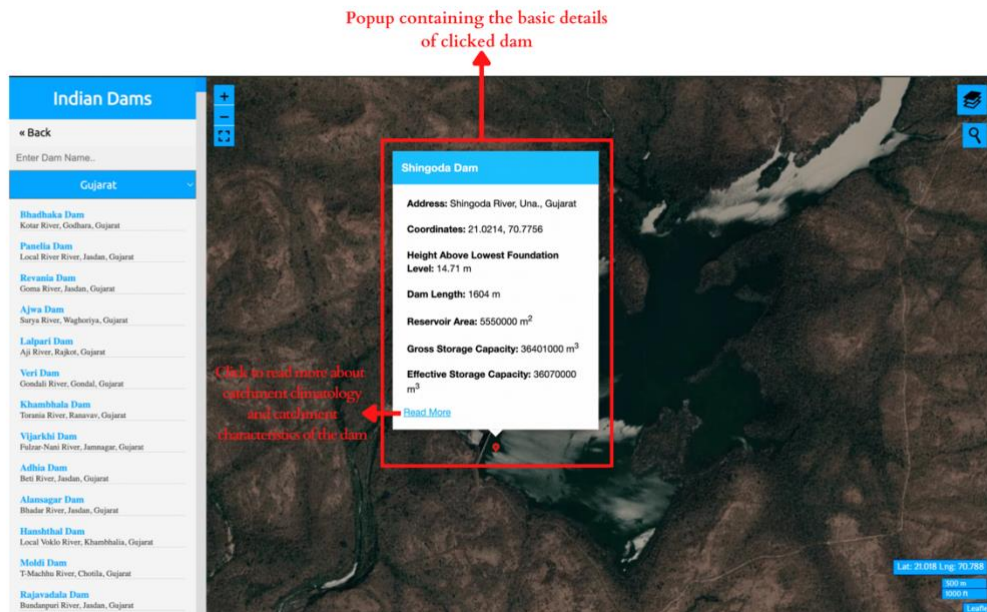 Popup containing the basic details
of clicked dam
Indian Dams
« Back
Enter Dam Name..
Gujarat
Bhadhaka Dam
Kotar River, Godhara, Gujarat
Panelia Dam
Local River River, Jasdan, Gujarat
Revania Dam
Goma River, Jasdan, Gujarat
Ajwa Dam
Surya River, Waghoriya, Gujarat
Lalpari Dam
Aji River, Rajkot, Gujarat
Veri Dam
Gondali River, Gondal, Gujarat
Khambhala Dam
Torania River, Ranavav, Gujarat
Vijarkhi Dam
Fulzar-Nani River, Jamnagar, Gujarat
Adhia Dam
Beti River, Jasdan, Gujarat
Alansagar Dam
Bhadar River, Jasdan, Gujarat
Hanshthal Dam
Local Voklo River, Khambhalia, Gujarat
Moldi Dam
T-Machhu River, Chotila, Gujarat
Rajavadala Dam
Bundanpuri River, Jasdan, Gujarat
+
−
Shingoda Dam
Address: Shingoda River, Una., Gujarat
Coordinates: 21.0214, 70.7756
Height Above Lowest Foundation
Level: 14.71 m
Dam Length: 1604 m
Reservoir Area: 5550000 m²
Gross Storage Capacity: 36401000 m³
Effective Storage Capacity: 36070000
m³
Read More
Click to read more about
catchment climatology
and catchment
characteristics of the dam
Lat: 21.018 Lng: 70.788
500 m
1000 ft
Leafle